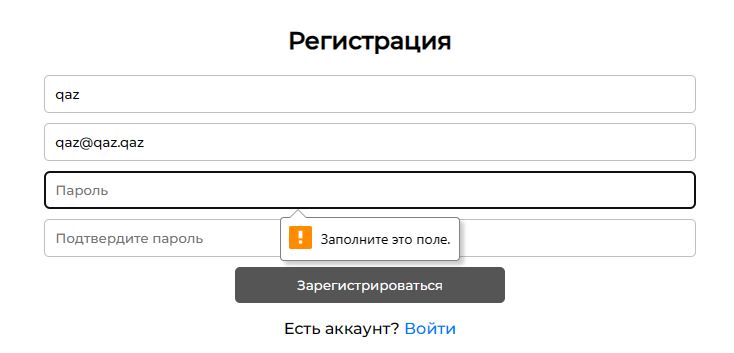 Регистрация
qaz
qaz@qaz.qaz
Пароль
Подтвердите пароль
Заполните это поле.
Зарегистрироваться
Есть аккаунт? Войти